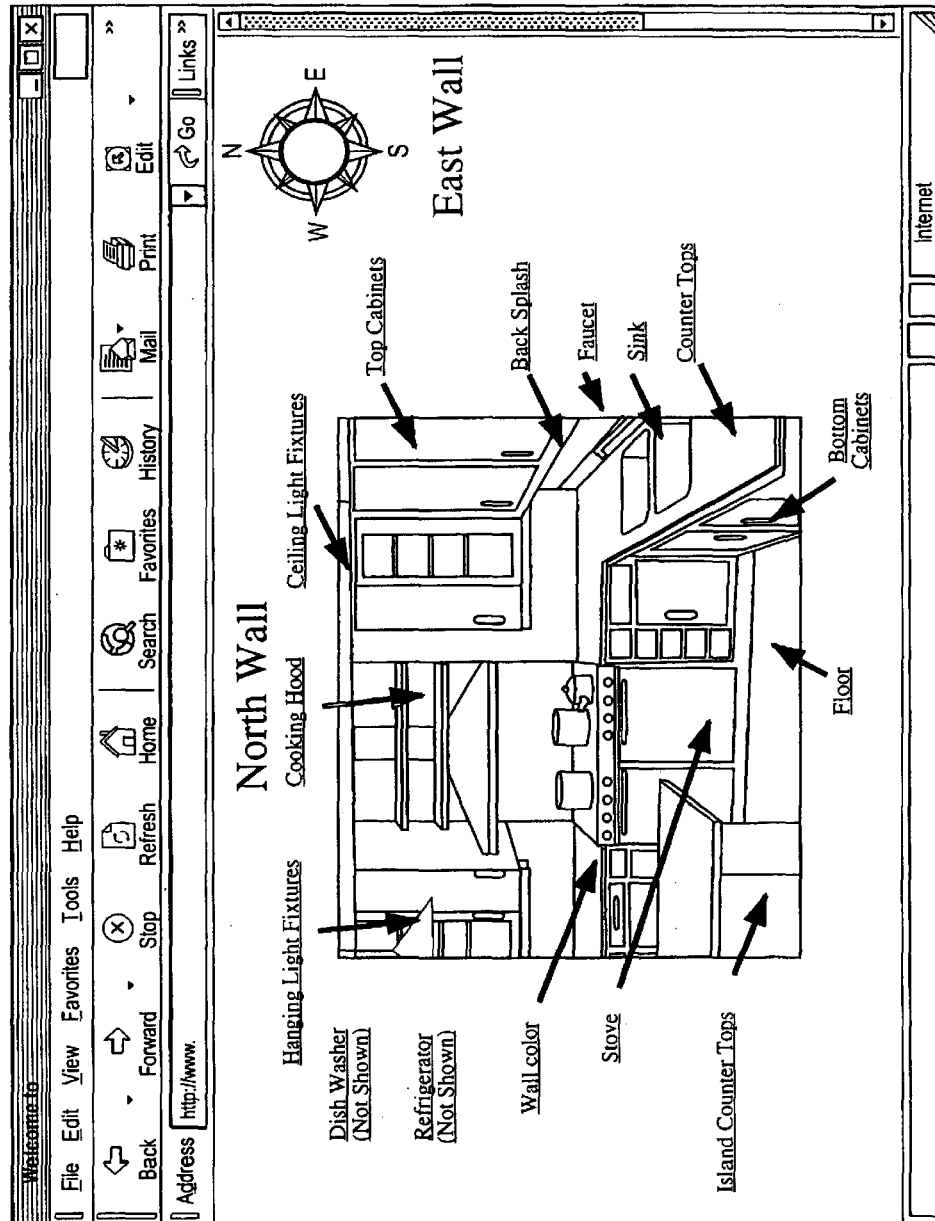 Welcome to
File Edit View Favorites Tools Help
Back Forward Stop Refresh Home Search Favorites History Mail Print Edit »
Address http://www. Go Links »
North Wall
N
W E
S
East Wall
Hanging Light Fixtures
Cooking Hood
Ceiling Light Fixtures
Top Cabinets
Back Splash
Faucet
Sink
Counter Tops
Bottom
Cabinets
Floor
Dish Washer
(Not Shown)
Refrigerator
(Not Shown)
Wall color
Stove
Island Counter Tops
Internet